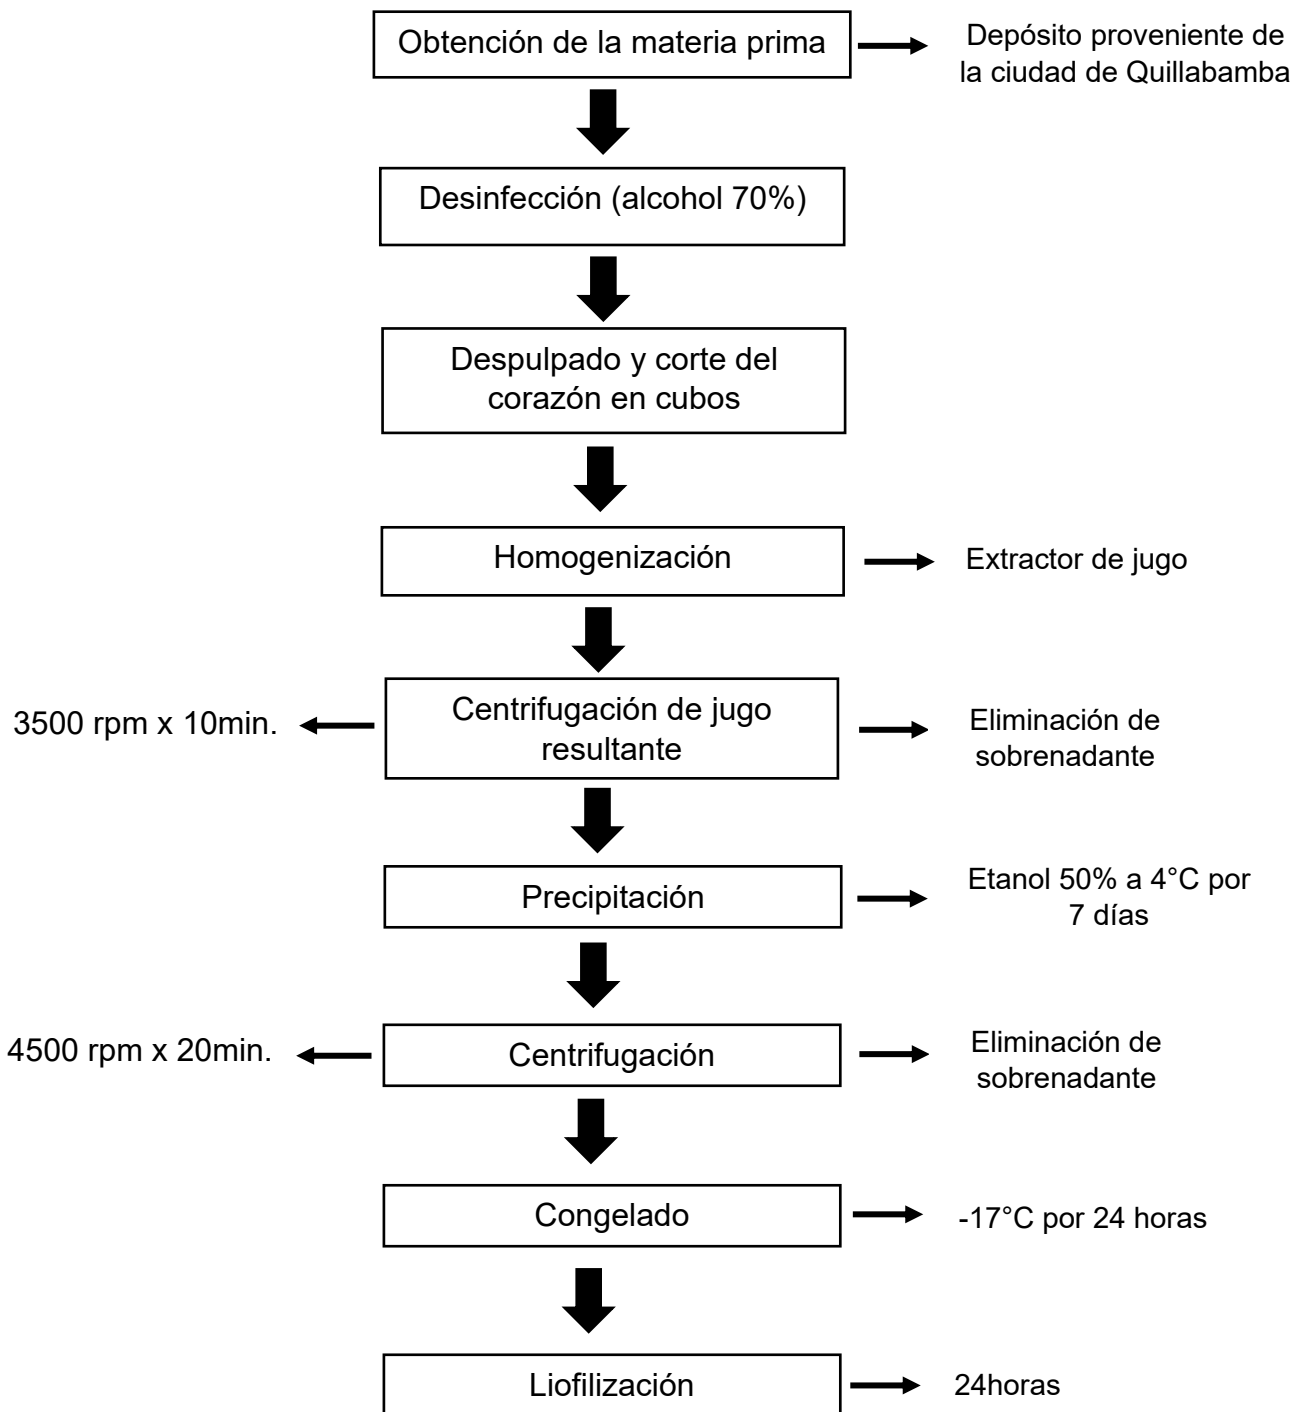 Obtención de la materia prima
Depósito proveniente de
la ciudad de Quillabamba
Desinfección (alcohol 70%)
Despulpado y corte del
corazón en cubos
Homogenización
Extractor de jugo
3500 rpm x 10min.
Centrifugación de jugo
resultante
Eliminación de
sobrenadante
Precipitación
Etanol 50% a 4°C por
7 días
4500 rpm x 20min.
Centrifugación
Eliminación de
sobrenadante
Congelado
-17°C por 24 horas
Liofilización
24horas